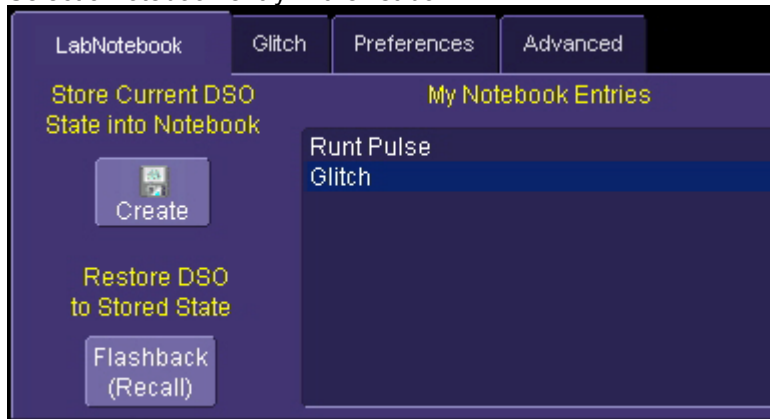 LabNotebook Glitch Preferences Advanced
Store Current DSO
State into Notebook
Create
Restore DSO
to Stored State
Flashback
(Recall)
My Notebook Entries
Runt Pulse
Glitch